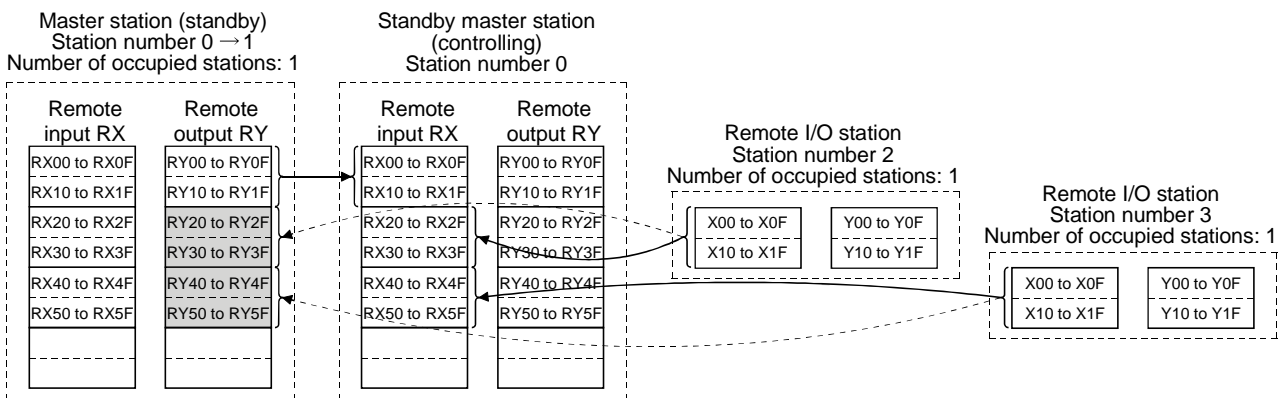 Master station (standby)
Station number 0 → 1
Number of occupied stations: 1
Remote
input RX
Remote
output RY
RX00 to RX0F
RX10 to RX1F
RX20 to RX2F
RX30 to RX3F
RX40 to RX4F
RX50 to RX5F
RY00 to RY0F
RY10 to RY1F
RY20 to RY2F
RY30 to RY3F
RY40 to RY4F
RY50 to RY5F
Standby master station
(controlling)
Station number 0
Remote
input RX
Remote
output RY
RX00 to RX0F
RX10 to RX1F
RX20 to RX2F
RX30 to RX3F
RX40 to RX4F
RX50 to RX5F
RY00 to RY0F
RY10 to RY1F
RY20 to RY2F
RY30 to RY3F
RY40 to RY4F
RY50 to RY5F
Remote I/O station
Station number 2
Number of occupied stations: 1
X00 to X0F
X10 to X1F
Y00 to Y0F
Y10 to Y1F
Remote I/O station
Station number 3
Number of occupied stations: 1
X00 to X0F
X10 to X1F
Y00 to Y0F
Y10 to Y1F